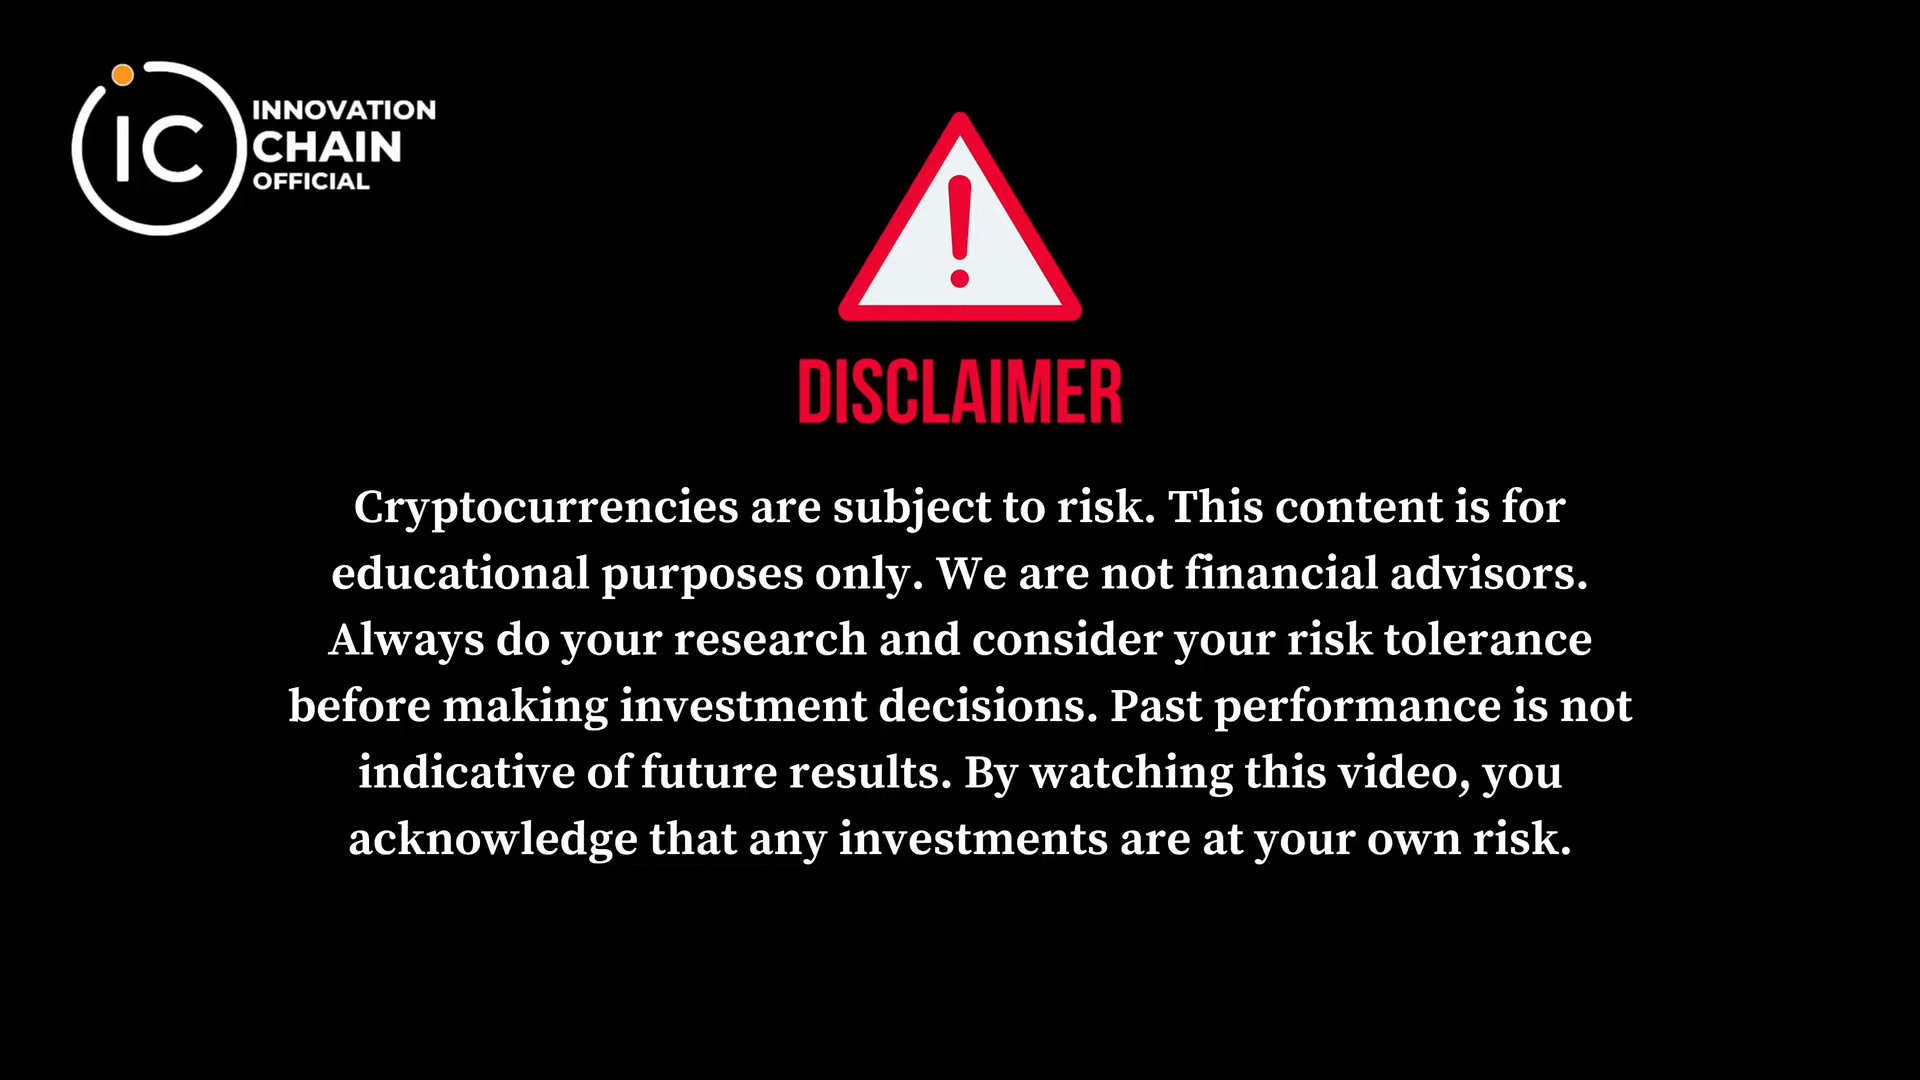 IC
INNOVATION
CHAIN
OFFICIAL
DISCLAIMER
Cryptocurrencies are subject to risk. This content is for
educational purposes only. We are not financial advisors.
Always do your research and consider your risk tolerance
before making investment decisions. Past performance is not
indicative of future results. By watching this video, you
acknowledge that any investments are at your own risk.